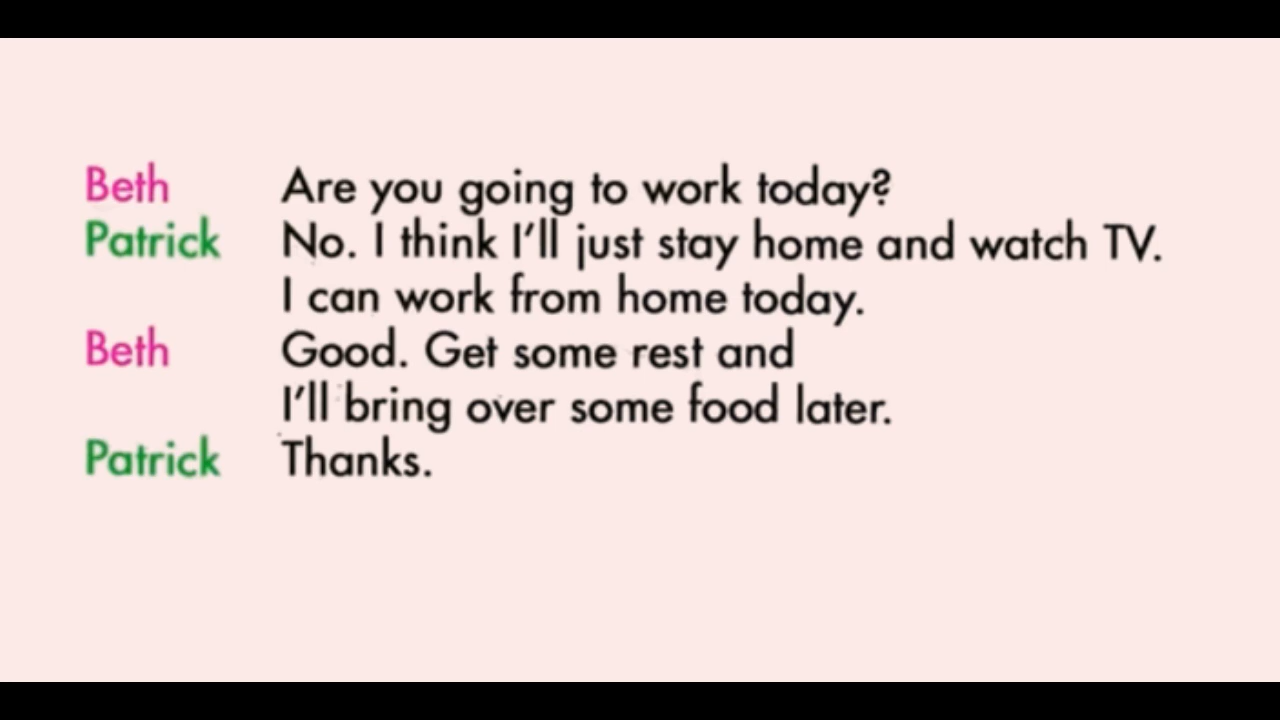 Beth Are you going to work today?
Patrick No. I think I'll just stay home and watch TV.
I can work from home today.
Beth Good. Get some rest and
I'll bring over some food later.
Patrick Thanks.